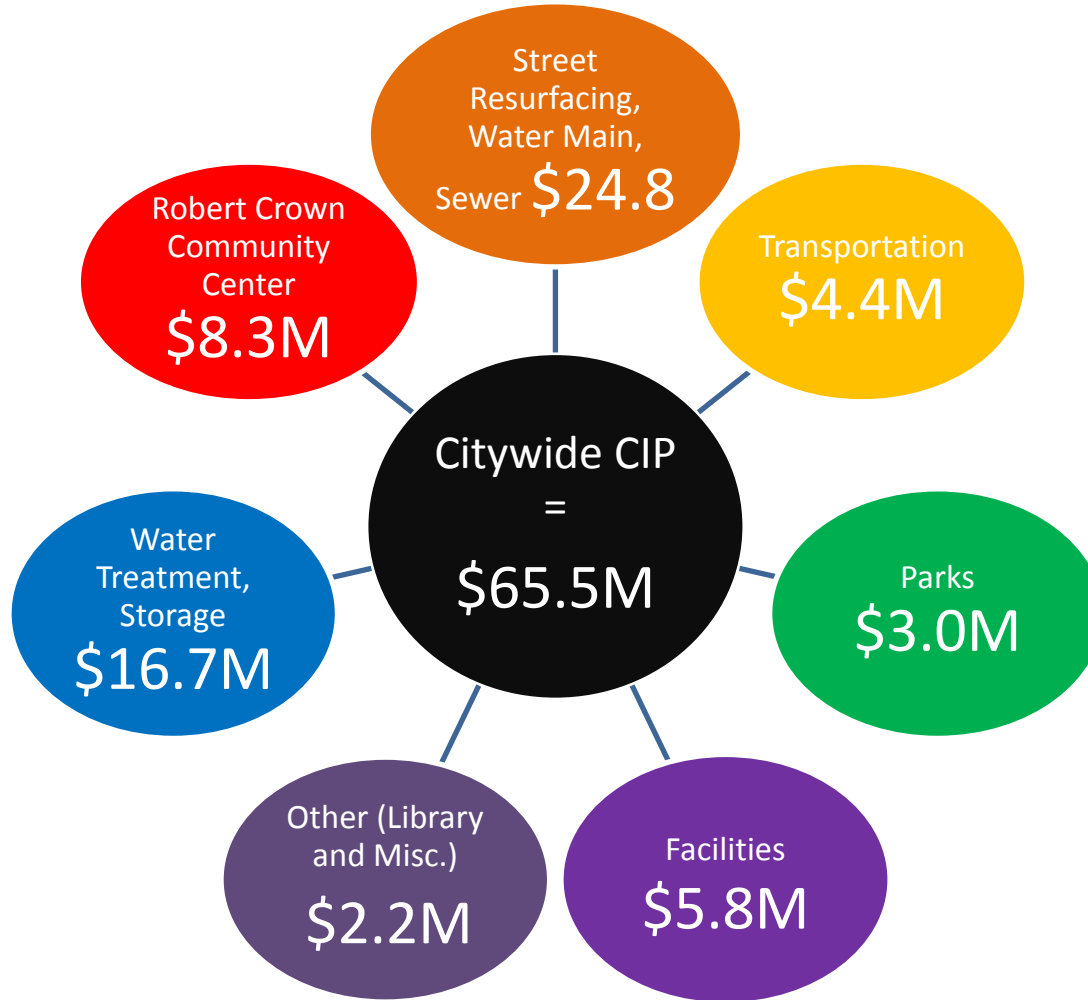 Street
Resurfacing,
Water Main,
Sewer $24.8
Robert Crown
Community
Center
$8.3M
Transportation
$4.4M
Citywide CIP
=
$65.5M
Water
Treatment,
Storage
$16.7M
Parks
$3.0M
Other (Library
and Misc.)
$2.2M
Facilities
$5.8M